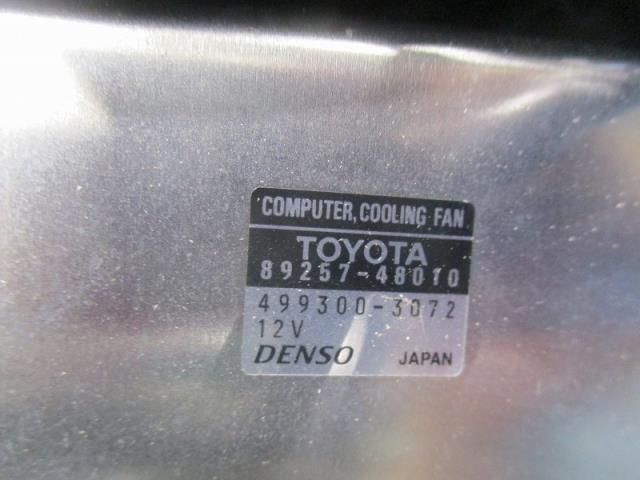 COMPUTER, COOLING FAN
TOYOTA
89257-48010
499300-3072
12V
DENSO JAPAN